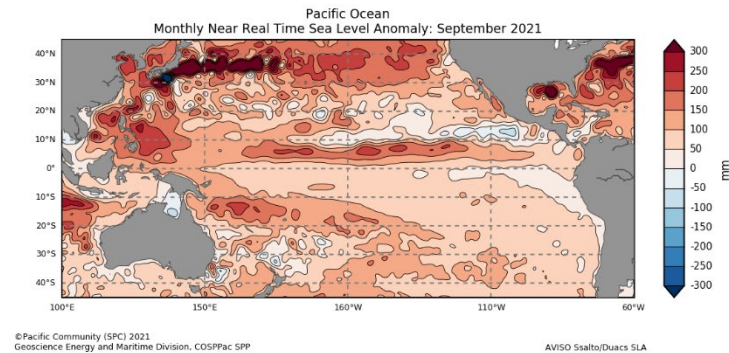 Pacific Ocean
Monthly Near Real Time Sea Level Anomaly: September 2021
40°N
30°N
20°N
10°N
0°
10°S
20°S
30°S
40°S
100°E
150°E
160°W
110°W
60°W
300
250
200
150
100
50
0
-50
-100
-150
-200
-250
-300
mm
©Pacific Community (SPC) 2021
Geoscience Energy and Maritime Division, COSPPac SPP
AVISO Ssalto/Duacs SLA